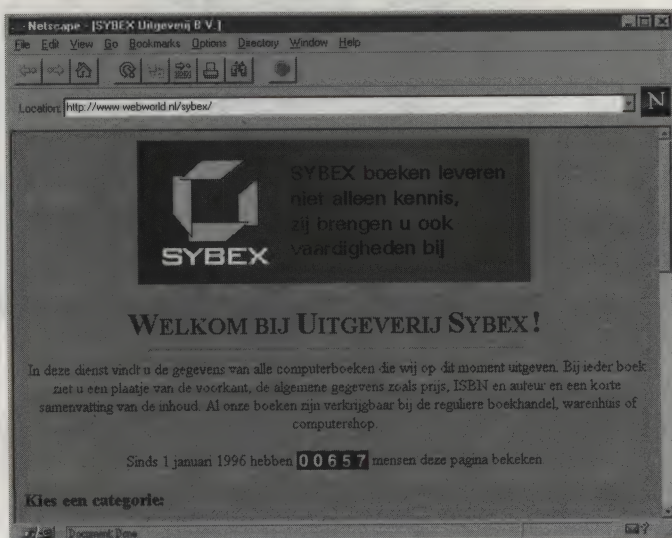 Netscape - [SYBEX Uitgeverij B.V.]
File Edit View Go Bookmarks Options Directory Window Help
Location: http://www.webworld.nl/sybex/
N
SYBEX boeken leveren
niet alleen kennis,
zij brengen u ook
vaardigheden bij
SYBEX
WELKOM BIJ UITGEVERIJ SYBEX!
In deze dienst vindt u de gegevens van alle computerboeken die wij op dit moment uitgeven. Bij ieder boek
ziet u een plaatje van de voorkant, de algemene gegevens zoals prijs, ISBN en auteur en een korte
samenvatting van de inhoud. Al onze boeken zijn verkrijgbaar bij de reguliere boekhandel, warenhuis of
computershop.
Sinds 1 januari 1996 hebben 00657 mensen deze pagina bekeken.
Kies een categorie:
Document: Done